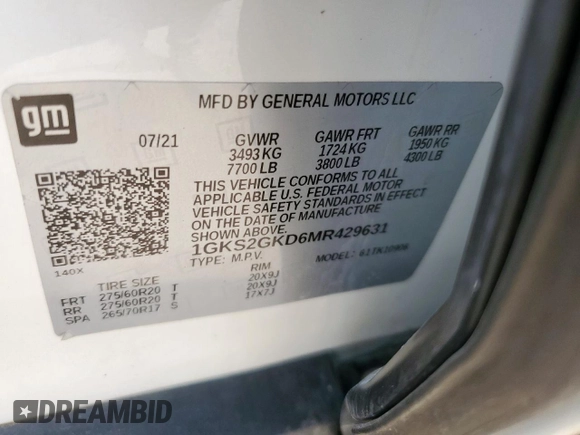 gm
MFD BY GENERAL MOTORS LLC
07/21 GVWR GAWR FRT GAWR RR
3493 KG 1724 KG 1950 KG
7700 LB 3800 LB 4300 LB
THIS VEHICLE CONFORMS TO ALL
APPLICABLE U.S. FEDERAL MOTOR
VEHICLE SAFETY STANDARDS IN EFFECT
ON THE DATE OF MANUFACTURE
SHOWN ABOVE.
1GKS2GKD6MR429631
140X TYPE: M.P.V. MODEL:
TIRE SIZE RIM
FRT 275/60R20 T 20X9J
RR 275/60R20 T 20X9J
SPA 265/70R17 S 17X7J
DREAMBID